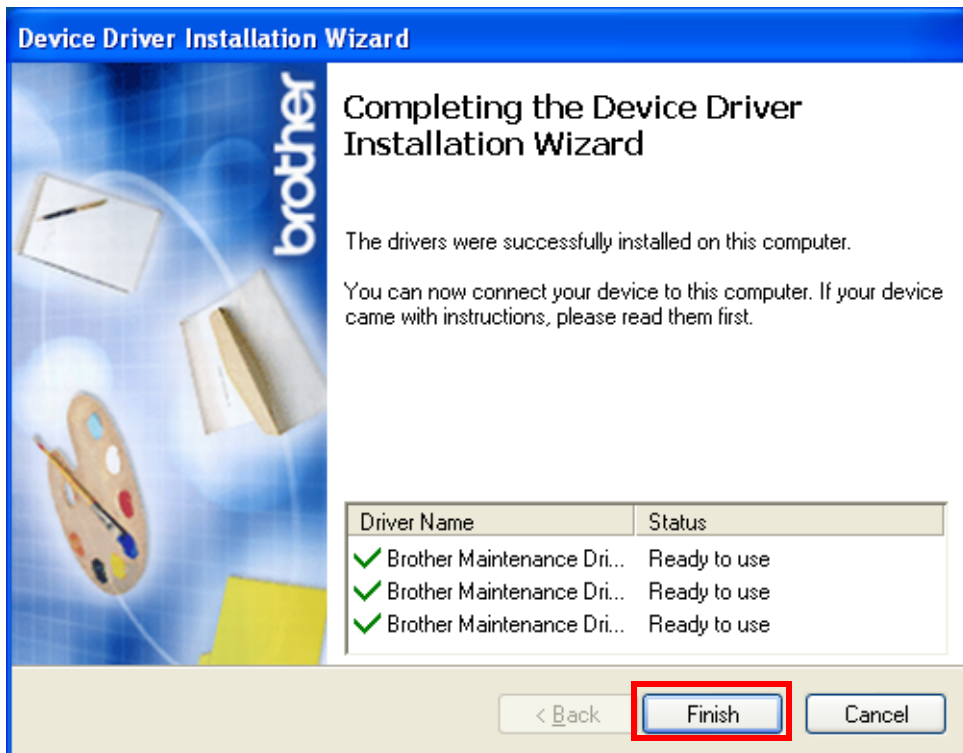 Device Driver Installation Wizard
brother
Completing the Device Driver
Installation Wizard
The drivers were successfully installed on this computer.
You can now connect your device to this computer. If your device
came with instructions, please read them first.
Driver Name Status
Brother Maintenance Dri... Ready to use
Brother Maintenance Dri... Ready to use
Brother Maintenance Dri... Ready to use
< Back Finish Cancel